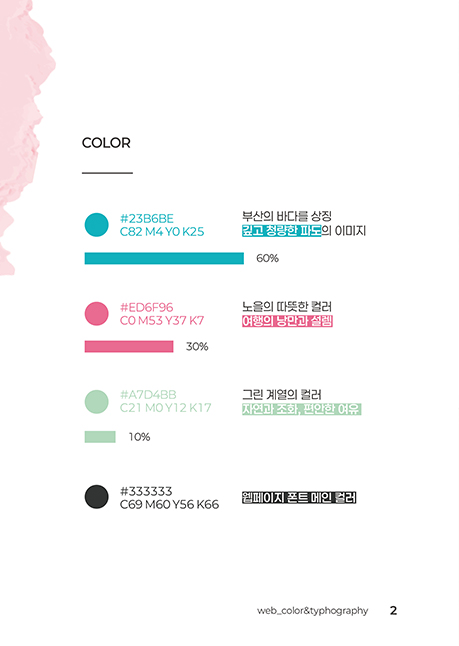 COLOR
#23B6BE
C82 M4 Y0 K25
부산의 바다를 상징
깊고 청량한 파도의 이미지
60%
#ED6F96
C0 M53 Y37 K7
노을의 따뜻한 컬러
여행의 낭만과 설렘
30%
#A7D4BB
C21 M0 Y12 K17
그린 계열의 컬러
자연과 조화, 편안한 여유
10%
#333333
C69 M60 Y56 K66
웹페이지 폰트 메인 컬러
web_color&typhography 2